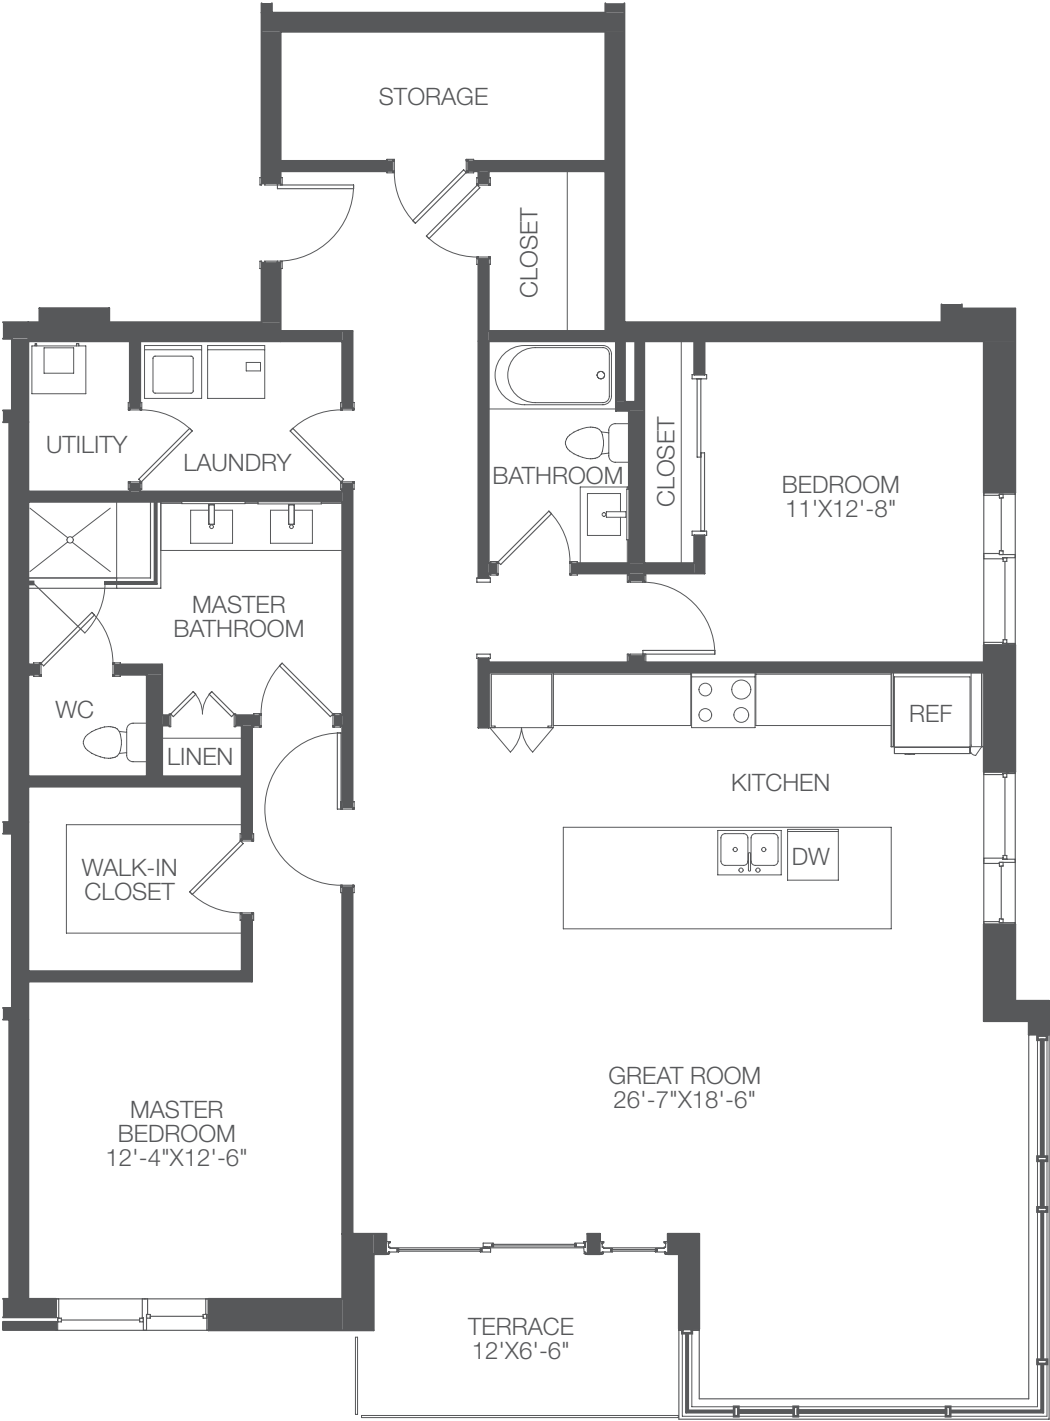 STORAGE
CLOSET
UTILITY
LAUNDRY
BATHROOM
CLOSET
BEDROOM
11'X12'-8"
MASTER
BATHROOM
WC
LINEN
REF
KITCHEN
DW
WALK-IN
CLOSET
GREAT ROOM
26'-7"X18'-6"
MASTER
BEDROOM
12'-4"X12'-6"
TERRACE
12'X6'-6"